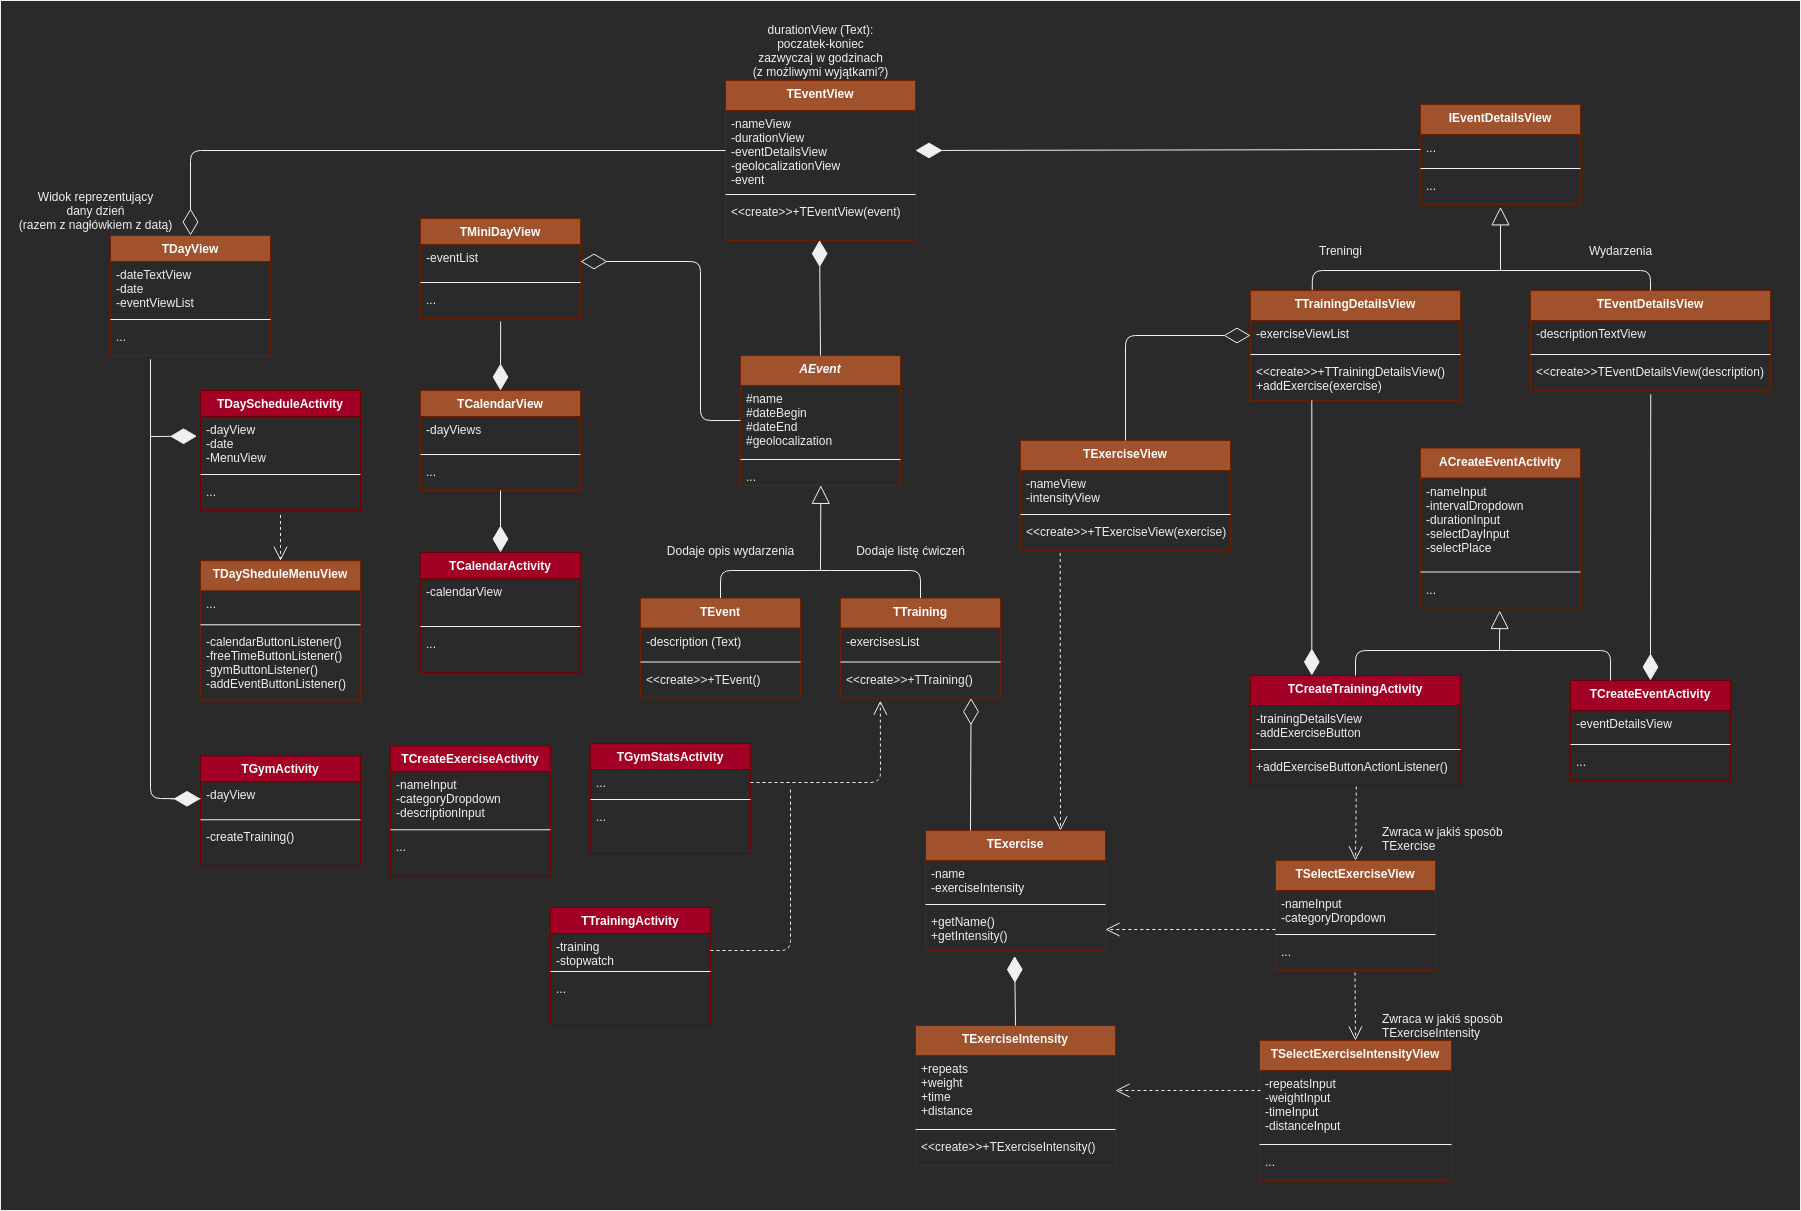 durationView (Text):
poczatek-koniec
zazwyczaj w godzinach
(z możliwymi wyjątkami?)
TEventView
-nameView
-durationView
-eventDetailsView
-geolocalizationView
-event
<<create>>+TEventView(event)
IEventDetailsView
...
...
Widok reprezentujący
dany dzień
(razem z nagłówkiem z datą)
TDayView
-dateTextView
-date
-eventViewList
...
TMiniDayView
-eventList
...
Treningi
Wydarzenia
TTrainingDetailsView
-exerciseViewList
<<create>>+TTrainingDetailsView()
+addExercise(exercise)
TEventDetailsView
-descriptionTextView
<<create>>TEventDetailsView(description)
AEvent
#name
#dateBegin
#dateEnd
#geolocalization
...
TDayScheduleActivity
-dayView
-date
-MenuView
...
TCalendarView
-dayViews
...
TExerciseView
-nameView
-intensityView
<<create>>+TExerciseView(exercise)
ACreateEventActivity
-nameInput
-intervalDropdown
-durationInput
-selectDayInput
-selectPlace
...
TDaySheduleMenuView
...
-calendarButtonListener()
-freeTimeButtonListener()
-gymButtonListener()
-addEventButtonListener()
TCalendarActivity
-calendarView
...
Dodaje opis wydarzenia
Dodaje listę ćwiczeń
TEvent
-description (Text)
<<create>>+TEvent()
TTraining
-exercisesList
<<create>>+TTraining()
TCreateTrainingActivity
-trainingDetailsView
-addExerciseButton
+addExerciseButtonActionListener()
TCreateEventActivity
-eventDetailsView
...
TGymActivity
-dayView
-createTraining()
TCreateExerciseActivity
-nameInput
-categoryDropdown
-descriptionInput
...
TGymStatsActivity
...
...
TExercise
-name
-exerciseIntensity
+getName()
+getIntensity()
Zwraca w jakiś sposób
TExercise
TSelectExerciseView
-nameInput
-categoryDropdown
...
TTrainingActivity
-training
-stopwatch
...
TExerciseIntensity
+repeats
+weight
+time
+distance
<<create>>+TExerciseIntensity()
Zwraca w jakiś sposób
TExerciseIntensity
TSelectExerciseIntensityView
-repeatsInput
-weightInput
-timeInput
-distanceInput
...